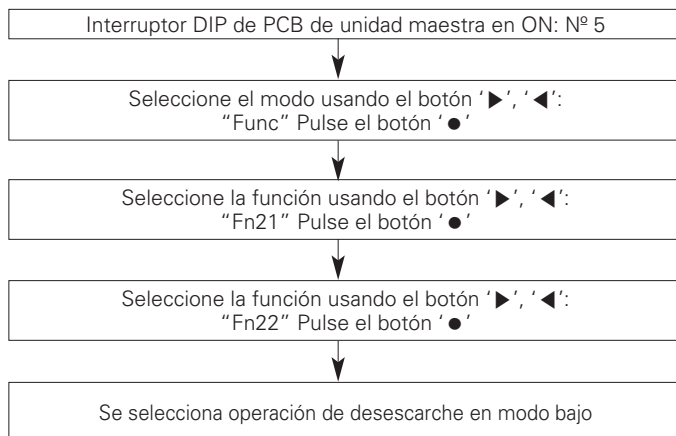 Interruptor DIP de PCB de unidad maestra en ON: Nº 5
Seleccione el modo usando el botón ‘▶’, ‘◀’:
“Func” Pulse el botón ‘●’
Seleccione la función usando el botón ‘▶’, ‘◀’:
“Fn21” Pulse el botón ‘●’
Seleccione la función usando el botón ‘▶’, ‘◀’:
“Fn22” Pulse el botón ‘●’
Se selecciona operación de desescarche en modo bajo